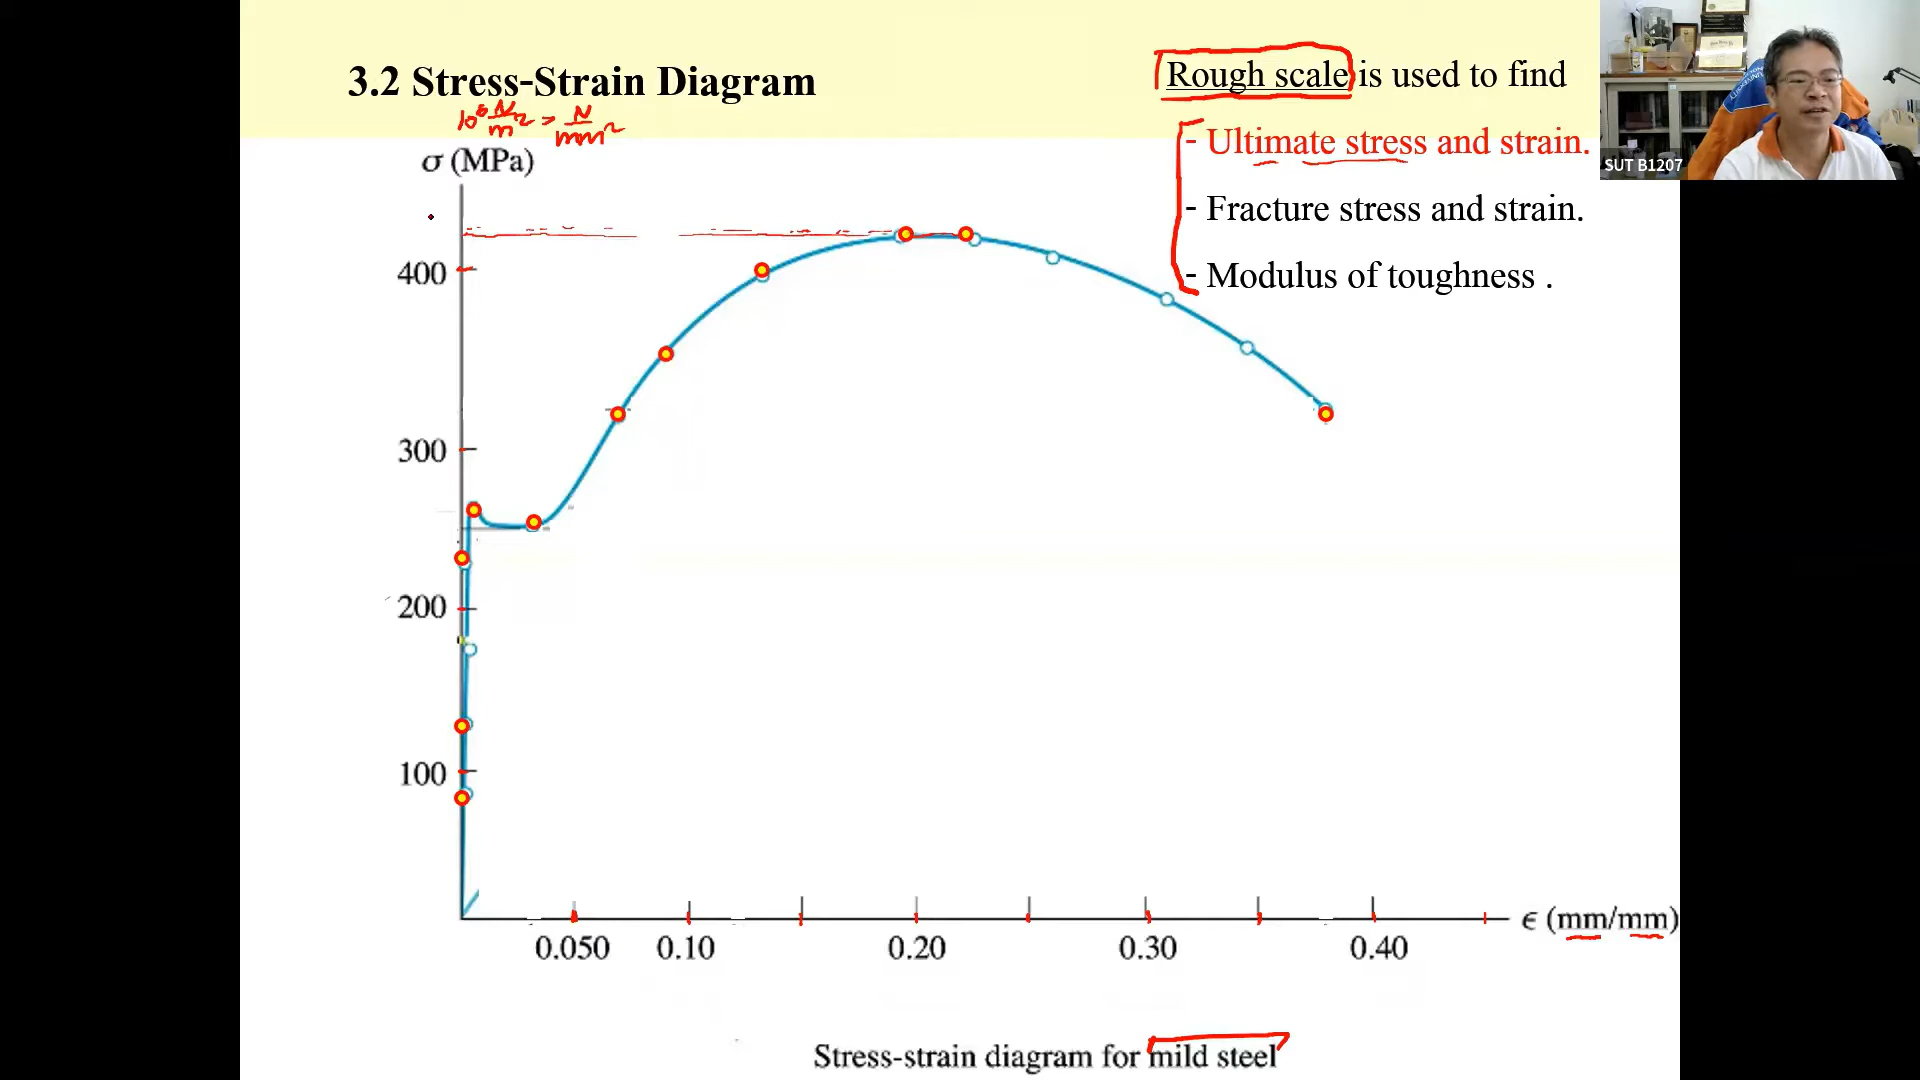 3.2 Stress-Strain Diagram
10⁶ N/m² = N/mm²
Rough scale is used to find
- Ultimate stress and strain.
- Fracture stress and strain.
- Modulus of toughness .
SUT B1207
σ (MPa)
400
300
200
100
0.050 0.10 0.20 0.30 0.40
ϵ (mm/mm)
Stress-strain diagram for mild steel